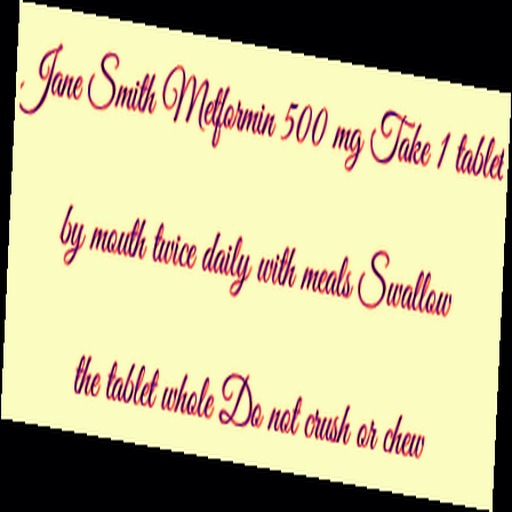 Jane Smith Metformin 500 mg Take 1 tablet
by mouth twice daily with meals Swallow
the tablet whole Do not crush or chew